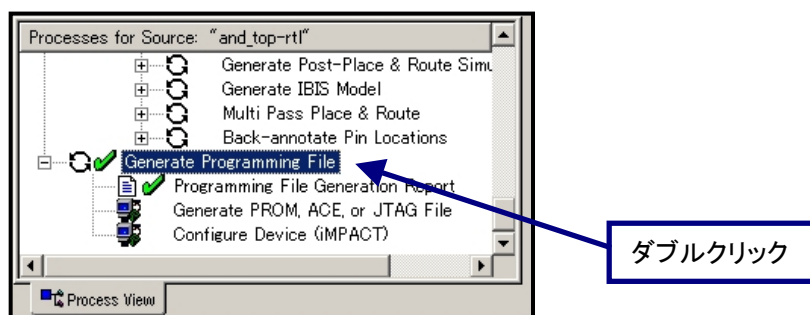 Processes for Source: "and_top-rtl"
Generate Post-Place & Route Simu
Generate IBIS Model
Multi Pass Place & Route
Back-annotate Pin Locations
Generate Programming File
Programming File Generation Report
Generate PROM, ACE, or JTAG File
Configure Device (iMPACT)
ダブルクリック
Process View